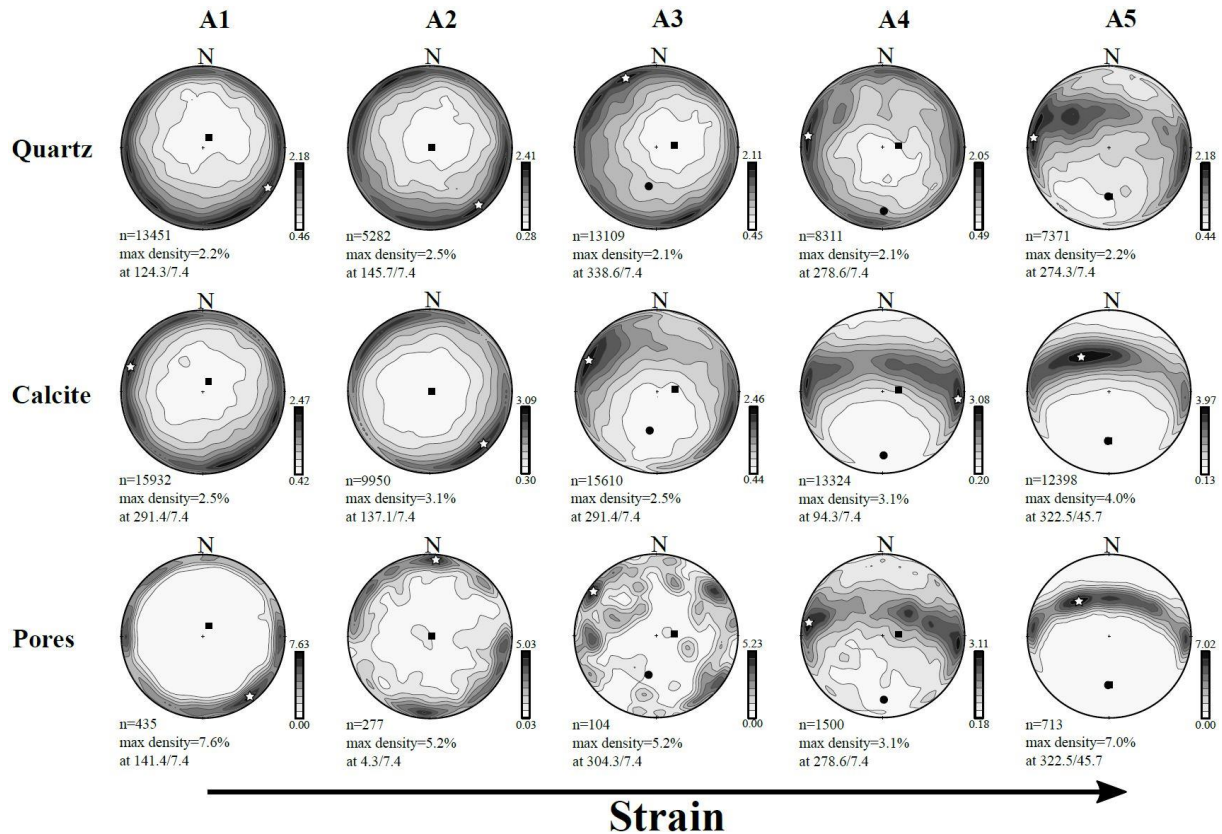 A1 A2 A3 A4 A5
N N N N N
Quartz
2.18 2.41 2.11 2.05 2.18
0.46 0.28 0.45 0.49 0.44
n=13451 n=5282 n=13109 n=8311 n=7371
max density=2.2% max density=2.5% max density=2.1% max density=2.1% max density=2.2%
at 124.3/7.4 at 145.7/7.4 at 338.6/7.4 at 278.6/7.4 at 274.3/7.4
N N N N N
Calcite
2.47 3.09 2.46 3.08 3.97
0.42 0.30 0.44 0.20 0.13
n=15932 n=9950 n=15610 n=13324 n=12398
max density=2.5% max density=3.1% max density=2.5% max density=3.1% max density=4.0%
at 291.4/7.4 at 137.1/7.4 at 291.4/7.4 at 94.3/7.4 at 322.5/45.7
N N N N N
Pores
7.63 5.03 5.23 3.11 7.02
0.00 0.03 0.00 0.18 0.00
n=435 n=277 n=104 n=1500 n=713
max density=7.6% max density=5.2% max density=5.2% max density=3.1% max density=7.0%
at 141.4/7.4 at 4.3/7.4 at 304.3/7.4 at 278.6/7.4 at 322.5/45.7
Strain